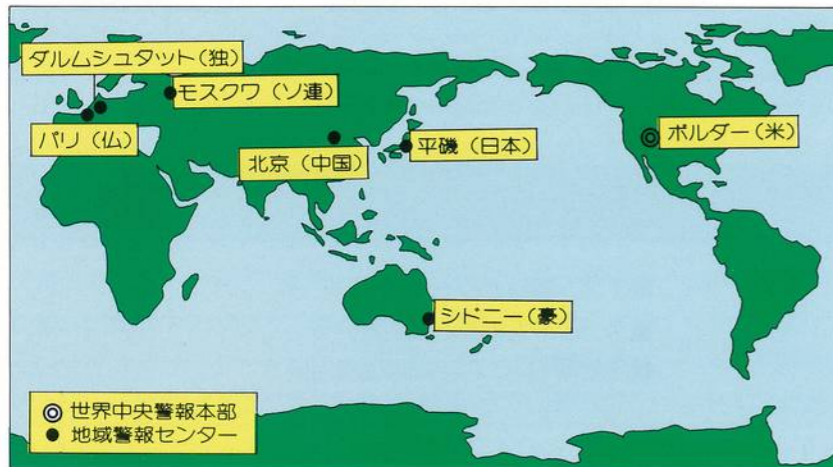 ダルムシュタット(独)
モスクワ(ソ連)
パリ(仏)
北京(中国)
平磯(日本)
ボルダー(米)
シドニー(豪)
◎ 世界中央警報本部
● 地域警報センター